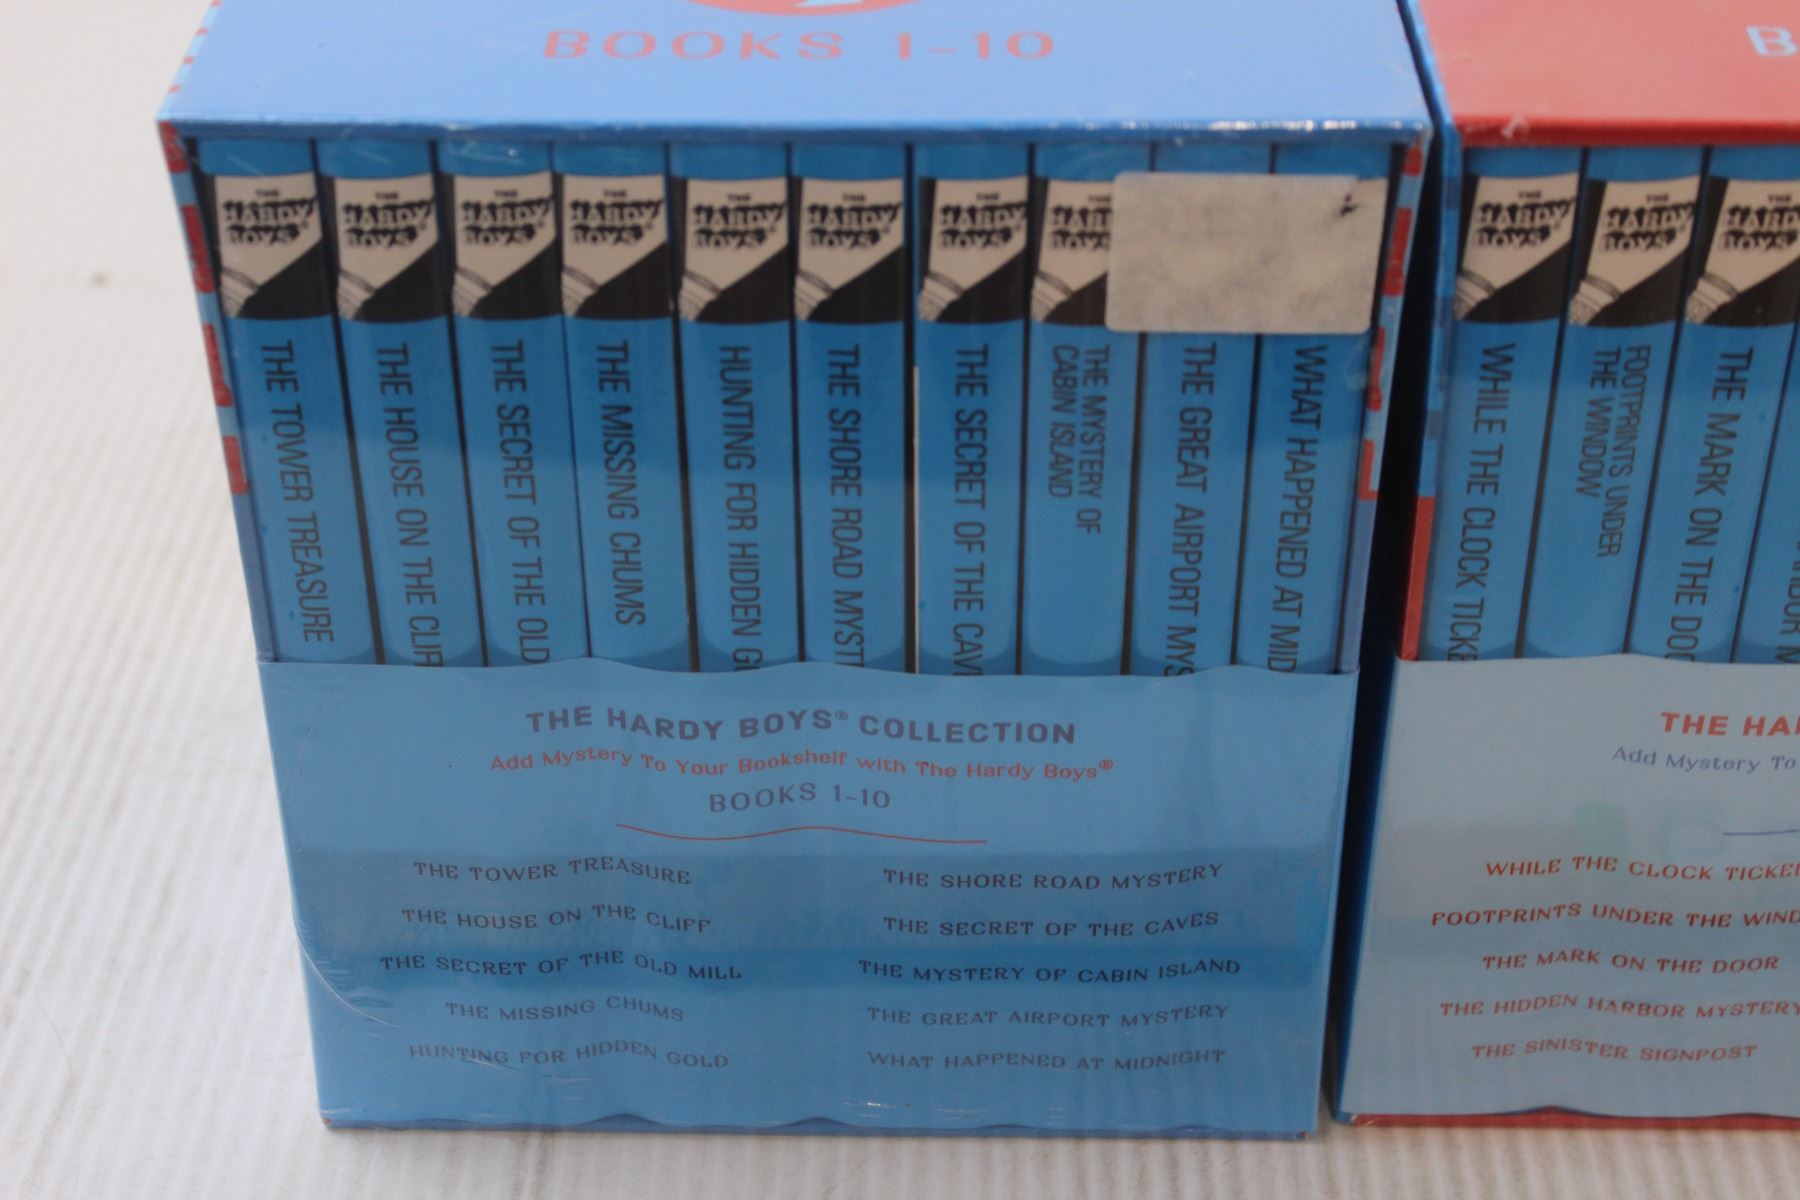 BOOKS 1-10
THE
HARDY
BOYS®
THE TOWER TREASURE
THE
HARDY
BOYS®
THE HOUSE ON THE CLIFF
THE
HARDY
BOYS®
THE SECRET OF THE OLD
THE
HARDY
BOYS®
THE MISSING CHUMS
THE
HARDY
BOYS®
HUNTING FOR HIDDEN G
THE
HARDY
BOYS®
THE SHORE ROAD MYST
THE
HARDY
BOYS®
THE SECRET OF THE CAV
THE
HARDY
BOYS
THE MYSTERY OF
CABIN ISLAND
THE GREAT AIRPORT MYS
WHAT HAPPENED AT MID
THE HARDY BOYS® COLLECTION
Add Mystery To Your Bookshelf with The Hardy Boys®
BOOKS 1-10
THE TOWER TREASURE
THE HOUSE ON THE CLIFF
THE SECRET OF THE OLD MILL
THE MISSING CHUMS
HUNTING FOR HIDDEN GOLD
THE SHORE ROAD MYSTERY
THE SECRET OF THE CAVES
THE MYSTERY OF CABIN ISLAND
THE GREAT AIRPORT MYSTERY
WHAT HAPPENED AT MIDNIGHT
B
THE
HARDY
BOYS®
WHILE THE CLOCK TICKE
THE
HARDY
BOYS®
FOOTPRINTS UNDER
THE WINDOW
THE
HARDY
BOYS
THE MARK ON THE DOO
THE HA
Add Mystery To
WHILE THE CLOCK TICKE
FOOTPRINTS UNDER THE WIND
THE MARK ON THE DOOR
THE HIDDEN HARBOR MYSTERY
THE SINISTER SIGNPOST